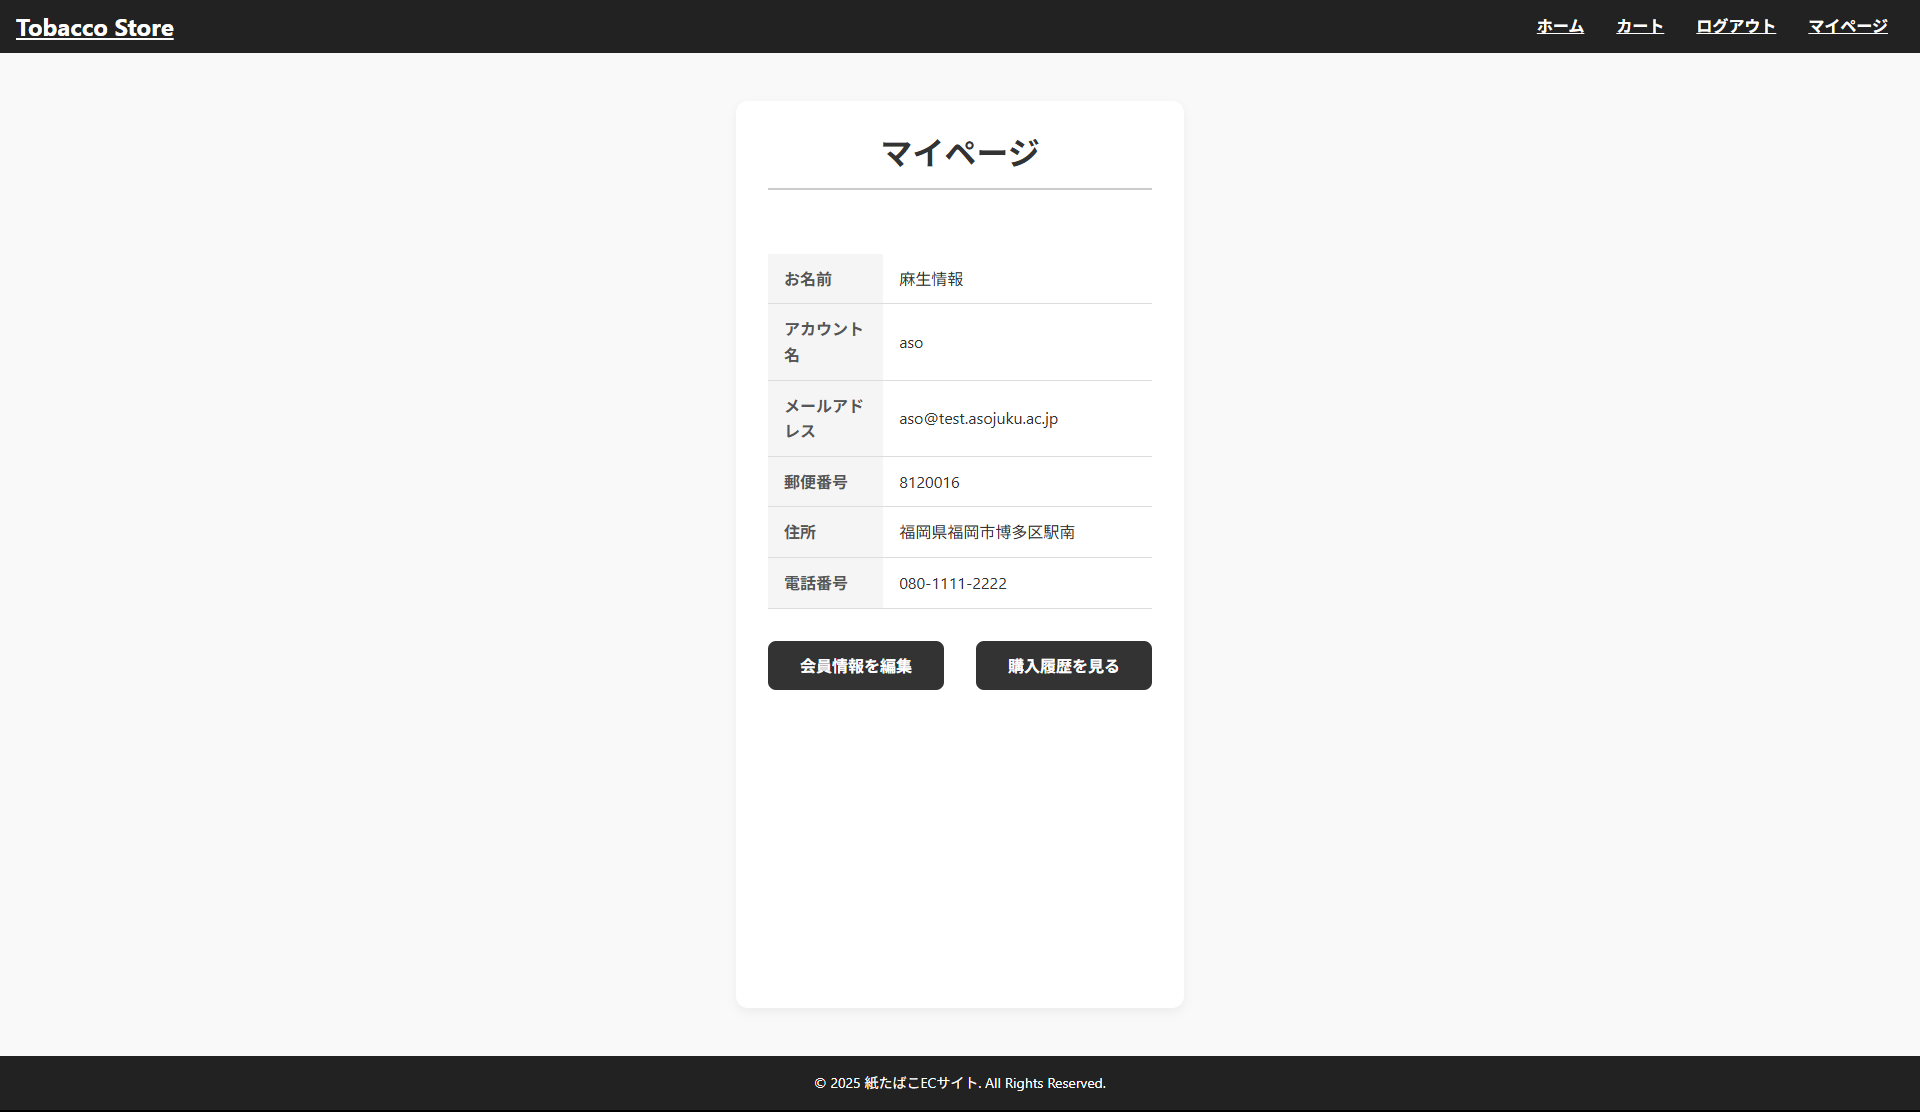 Tobacco Store
ホーム カート ログアウト マイページ
マイページ
お名前 麻生情報
アカウント名 aso
メールアドレス aso@test.asojuku.ac.jp
郵便番号 8120016
住所 福岡県福岡市博多区駅南
電話番号 080-1111-2222
会員情報を編集 購入履歴を見る
© 2025 紙たばこECサイト. All Rights Reserved.